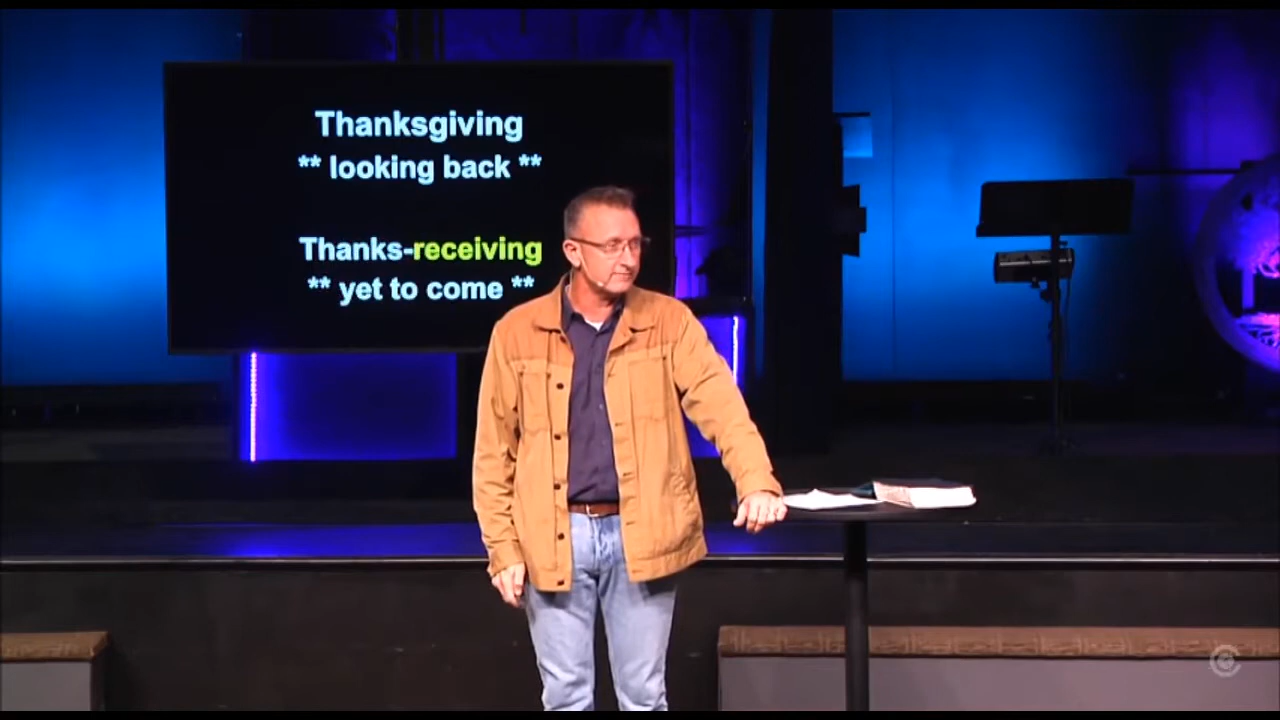 Thanksgiving
** looking back **
Thanks-receiving
** yet to come **